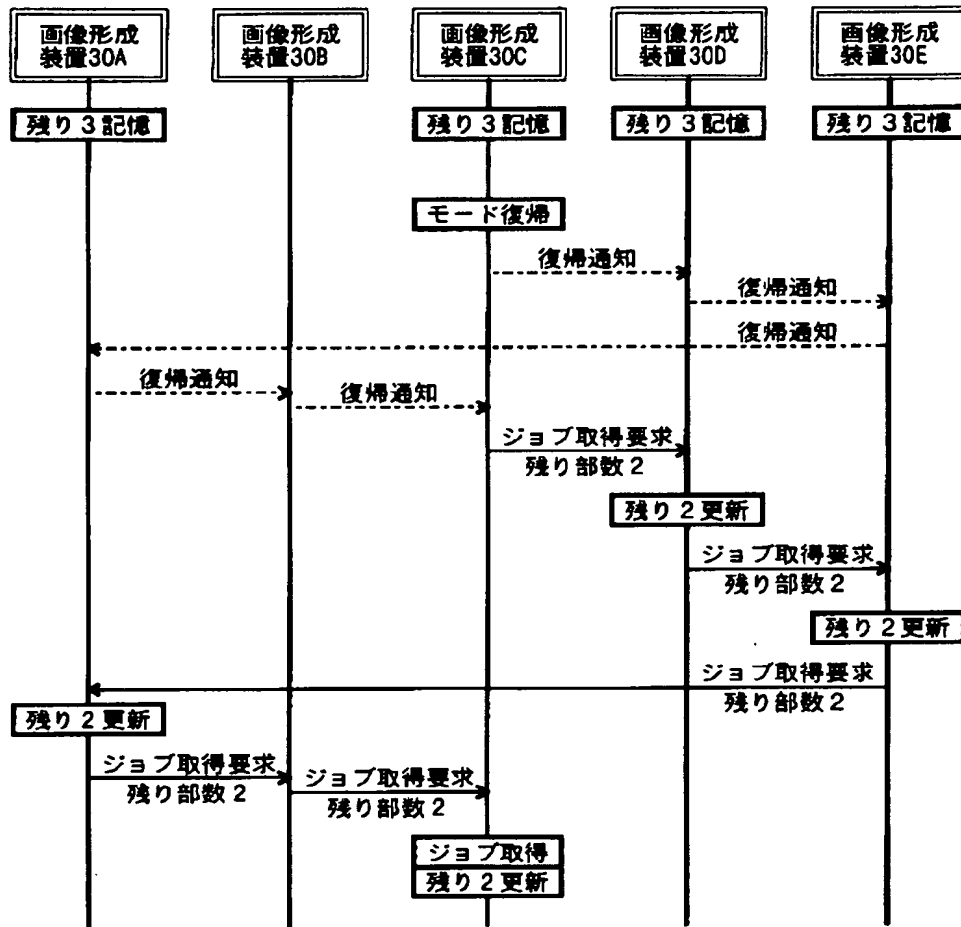 画像形成
装置30A
画像形成
装置30B
画像形成
装置30C
画像形成
装置30D
画像形成
装置30E
残り3記憶
残り3記憶
残り3記憶
残り3記憶
モード復帰
復帰通知
復帰通知
復帰通知
復帰通知
復帰通知
ジョブ取得要求
残り部数2
残り2更新
ジョブ取得要求
残り部数2
残り2更新
ジョブ取得要求
残り部数2
残り2更新
ジョブ取得要求
残り部数2
ジョブ取得要求
残り部数2
ジョブ取得
残り2更新